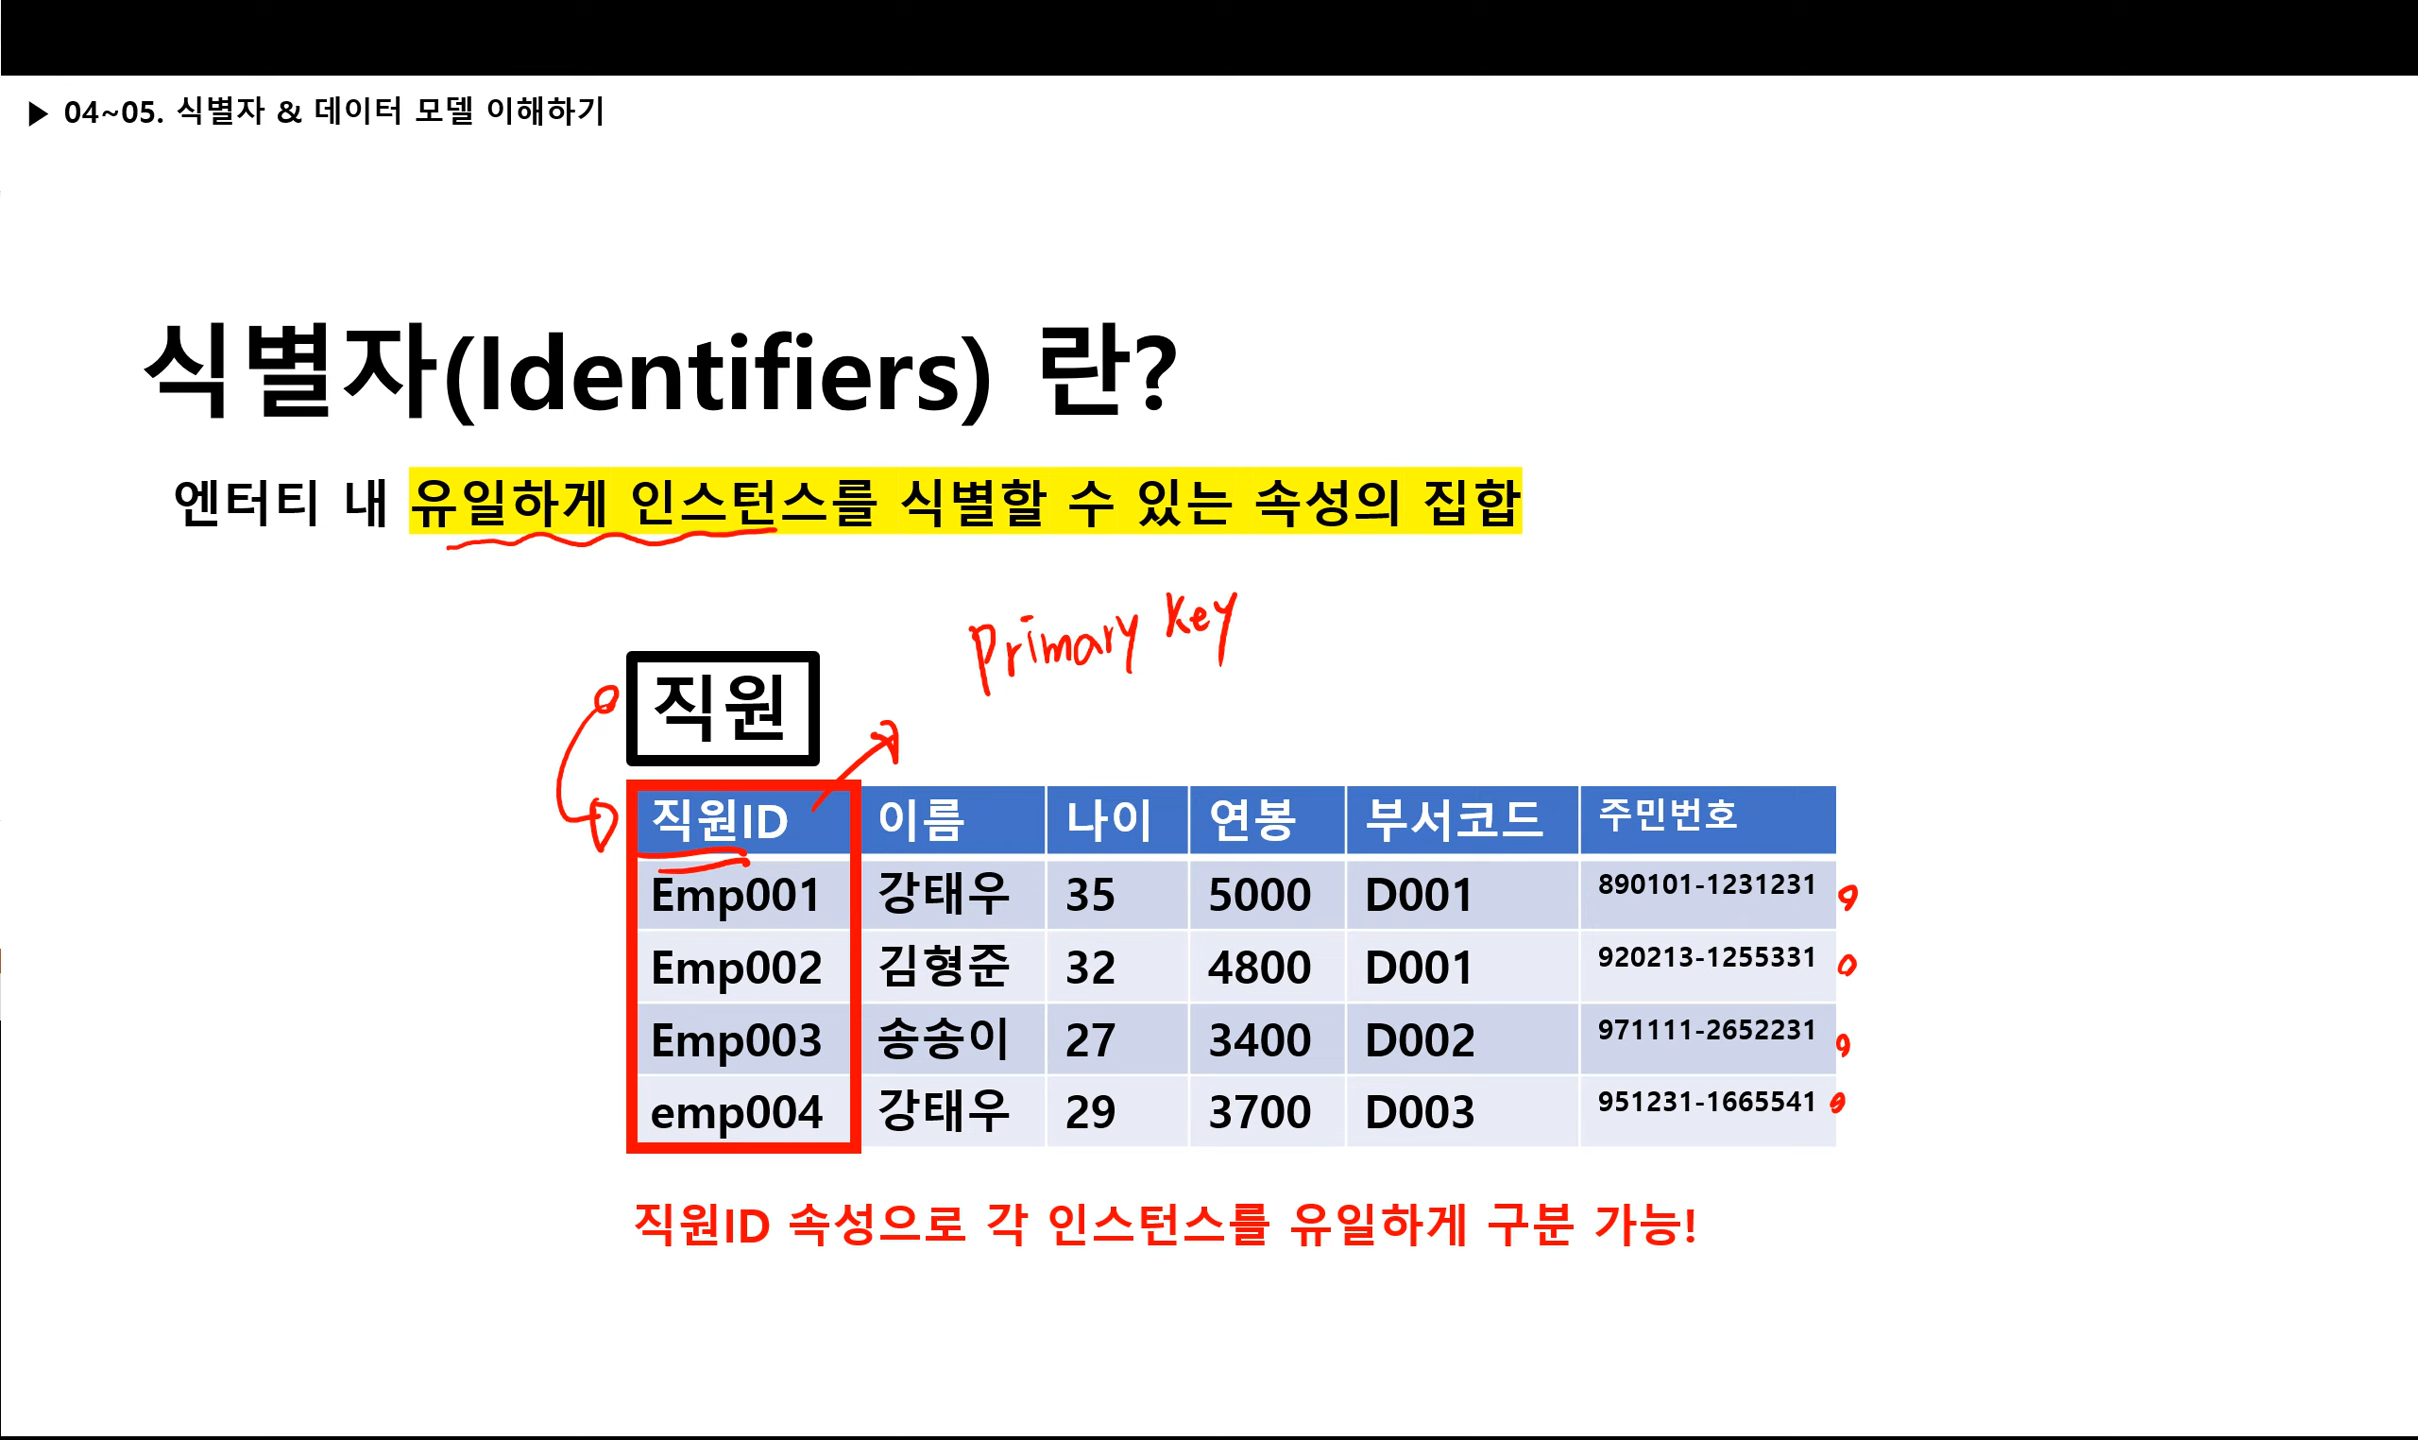 ▶ 04~05. 식별자 & 데이터 모델 이해하기
식별자(Identifiers) 란?
엔터티 내 유일하게 인스턴스를 식별할 수 있는 속성의 집합
Primary Key
직원
직원ID 이름 나이 연봉 부서코드 주민번호
Emp001 강태우 35 5000 D001 890101-1231231
Emp002 김형준 32 4800 D001 920213-1255331
Emp003 송송이 27 3400 D002 971111-2652231
emp004 강태우 29 3700 D003 951231-1665541
직원ID 속성으로 각 인스턴스를 유일하게 구분 가능!